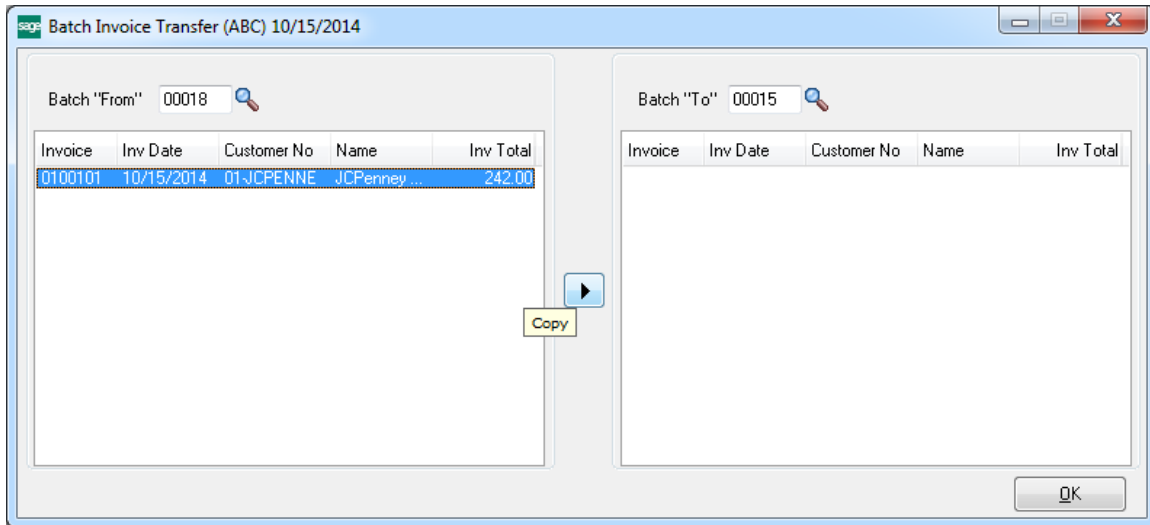 sage Batch Invoice Transfer (ABC) 10/15/2014
Batch "From" 00018
Invoice Inv Date Customer No Name Inv Total
0100101 10/15/2014 01-JCPENNE JCPenney ... 242.00
Copy
Batch "To" 00015
Invoice Inv Date Customer No Name Inv Total
OK